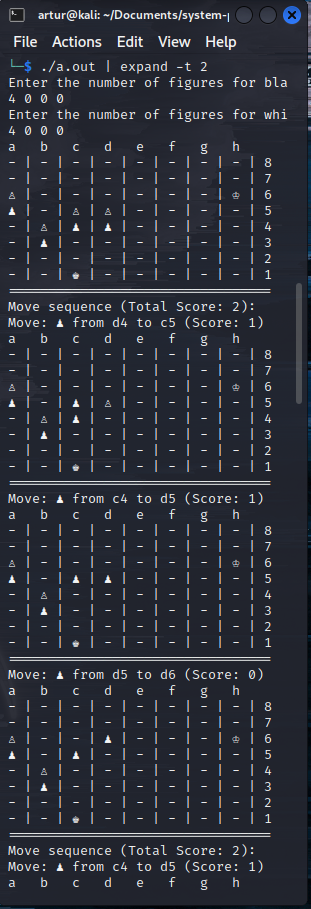 artur@kali: ~/Documents/system-p
File Actions Edit View Help
└─$ ./a.out | expand -t 2
Enter the number of figures for bla
4 0 0 0
Enter the number of figures for whi
4 0 0 0
a b c d e f g h
- | - | - | - | - | - | - | - | 8
- | - | - | - | - | - | - | - | 7
♙ | - | - | - | - | - | - | ♔ | 6
♟ | - | ♙ | ♙ | - | - | - | - | 5
- | ♙ | ♟ | ♟ | - | - | - | - | 4
- | ♟ | - | - | - | - | - | - | 3
- | - | - | - | - | - | - | - | 2
- | - | ♚ | - | - | - | - | - | 1
=================================
Move sequence (Total Score: 2):
Move: ♟ from d4 to c5 (Score: 1)
a b c d e f g h
- | - | - | - | - | - | - | - | 8
- | - | - | - | - | - | - | - | 7
♙ | - | - | - | - | - | - | ♔ | 6
♟ | - | ♟ | ♙ | - | - | - | - | 5
- | ♙ | ♟ | - | - | - | - | - | 4
- | ♟ | - | - | - | - | - | - | 3
- | - | - | - | - | - | - | - | 2
- | - | ♚ | - | - | - | - | - | 1
=================================
Move: ♟ from c4 to d5 (Score: 1)
a b c d e f g h
- | - | - | - | - | - | - | - | 8
- | - | - | - | - | - | - | - | 7
♙ | - | - | - | - | - | - | ♔ | 6
♟ | - | ♟ | ♟ | - | - | - | - | 5
- | ♙ | - | - | - | - | - | - | 4
- | ♟ | - | - | - | - | - | - | 3
- | - | - | - | - | - | - | - | 2
- | - | ♚ | - | - | - | - | - | 1
=================================
Move: ♟ from d5 to d6 (Score: 0)
a b c d e f g h
- | - | - | - | - | - | - | - | 8
- | - | - | - | - | - | - | - | 7
♙ | - | - | ♟ | - | - | - | ♔ | 6
♟ | - | ♟ | - | - | - | - | - | 5
- | ♙ | - | - | - | - | - | - | 4
- | ♟ | - | - | - | - | - | - | 3
- | - | - | - | - | - | - | - | 2
- | - | ♚ | - | - | - | - | - | 1
=================================
Move sequence (Total Score: 2):
Move: ♟ from c4 to d5 (Score: 1)
a b c d e f g h